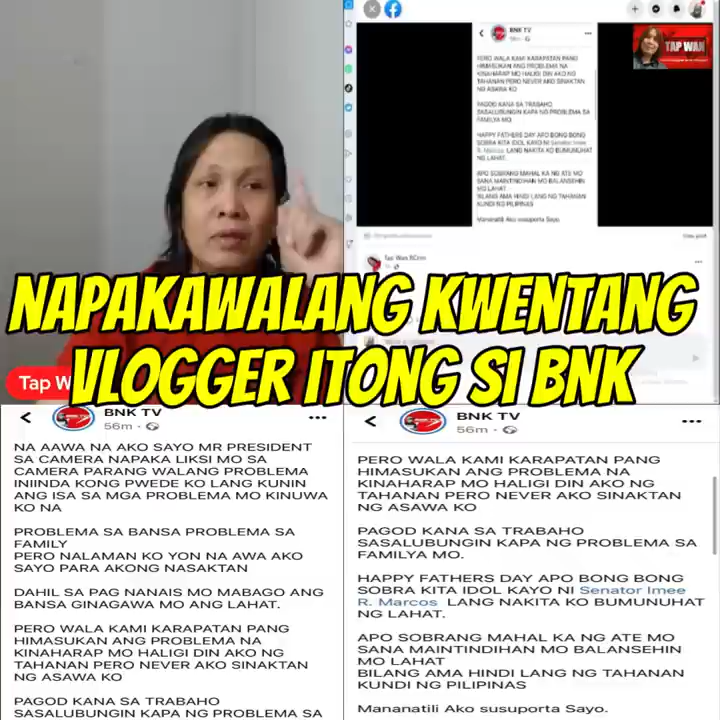 BNK TV
56m
PERO WALA KAMI KARAPATAN PANG
HIMASUKAN ANG PROBLEMA NA
KINAHARAP MO HALIGI DIN AKO NG
TAHANAN PERO NEVER AKO SINAKTAN
NG ASAWA KO
PAGOD KANA SA TRABAHO
SASALUBUNGIN KAPA NG PROBLEMA SA
FAMILYA MO
HAPPY FATHERS DAY APO BONG BONG
SOBRA KITA IDOL KAYO NI Senator Imee
R. Marcos LANG NAKITA KO BUMUNUHAT
NG LAHAT.
APO SOBRANG MAHAL KA NG ATE MO
SANA MAINTINDIHAN MO BALANSEHIN
MO LAHAT
BILANG AMA HINDI LANG NG TAHANAN
KUNDI NG PILIPINAS
Mananatili Ako susuporta Sayo.
TAP WAN
View post
Tap Wan
NAPAKAWALANG KWENTANG
VLOGGER ITONG SI BNK
Tap W
BNK TV
56m
NA AAWA NA AKO SAYO MR PRESIDENT
SA CAMERA NAPAKA LIKSI MO SA
CAMERA PARANG WALANG PROBLEMA
INIINDA KONG PWEDE KO LANG KUNIN
ANG ISA SA MGA PROBLEMA MO KINUWA
KO NA
PROBLEMA SA BANSA PROBLEMA SA
FAMILY
PERO NALAMAN KO YON NA AWA AKO
SAYO PARA AKONG NASAKTAN
DAHIL SA PAG NANAIS MO MABAGO ANG
BANSA GINAGAWA MO ANG LAHAT.
PERO WALA KAMI KARAPATAN PANG
HIMASUKAN ANG PROBLEMA NA
KINAHARAP MO HALIGI DIN AKO NG
TAHANAN PERO NEVER AKO SINAKTAN
NG ASAWA KO
PAGOD KANA SA TRABAHO
SASALUBUNGIN KAPA NG PROBLEMA SA
BNK TV
56m
PERO WALA KAMI KARAPATAN PANG
HIMASUKAN ANG PROBLEMA NA
KINAHARAP MO HALIGI DIN AKO NG
TAHANAN PERO NEVER AKO SINAKTAN
NG ASAWA KO
PAGOD KANA SA TRABAHO
SASALUBUNGIN KAPA NG PROBLEMA SA
FAMILYA MO.
HAPPY FATHERS DAY APO BONG BONG
SOBRA KITA IDOL KAYO NI Senator Imee
R. Marcos LANG NAKITA KO BUMUNUHAT
NG LAHAT.
APO SOBRANG MAHAL KA NG ATE MO
SANA MAINTINDIHAN MO BALANSEHIN
MO LAHAT
BILANG AMA HINDI LANG NG TAHANAN
KUNDI NG PILIPINAS
Mananatili Ako susuporta Sayo.